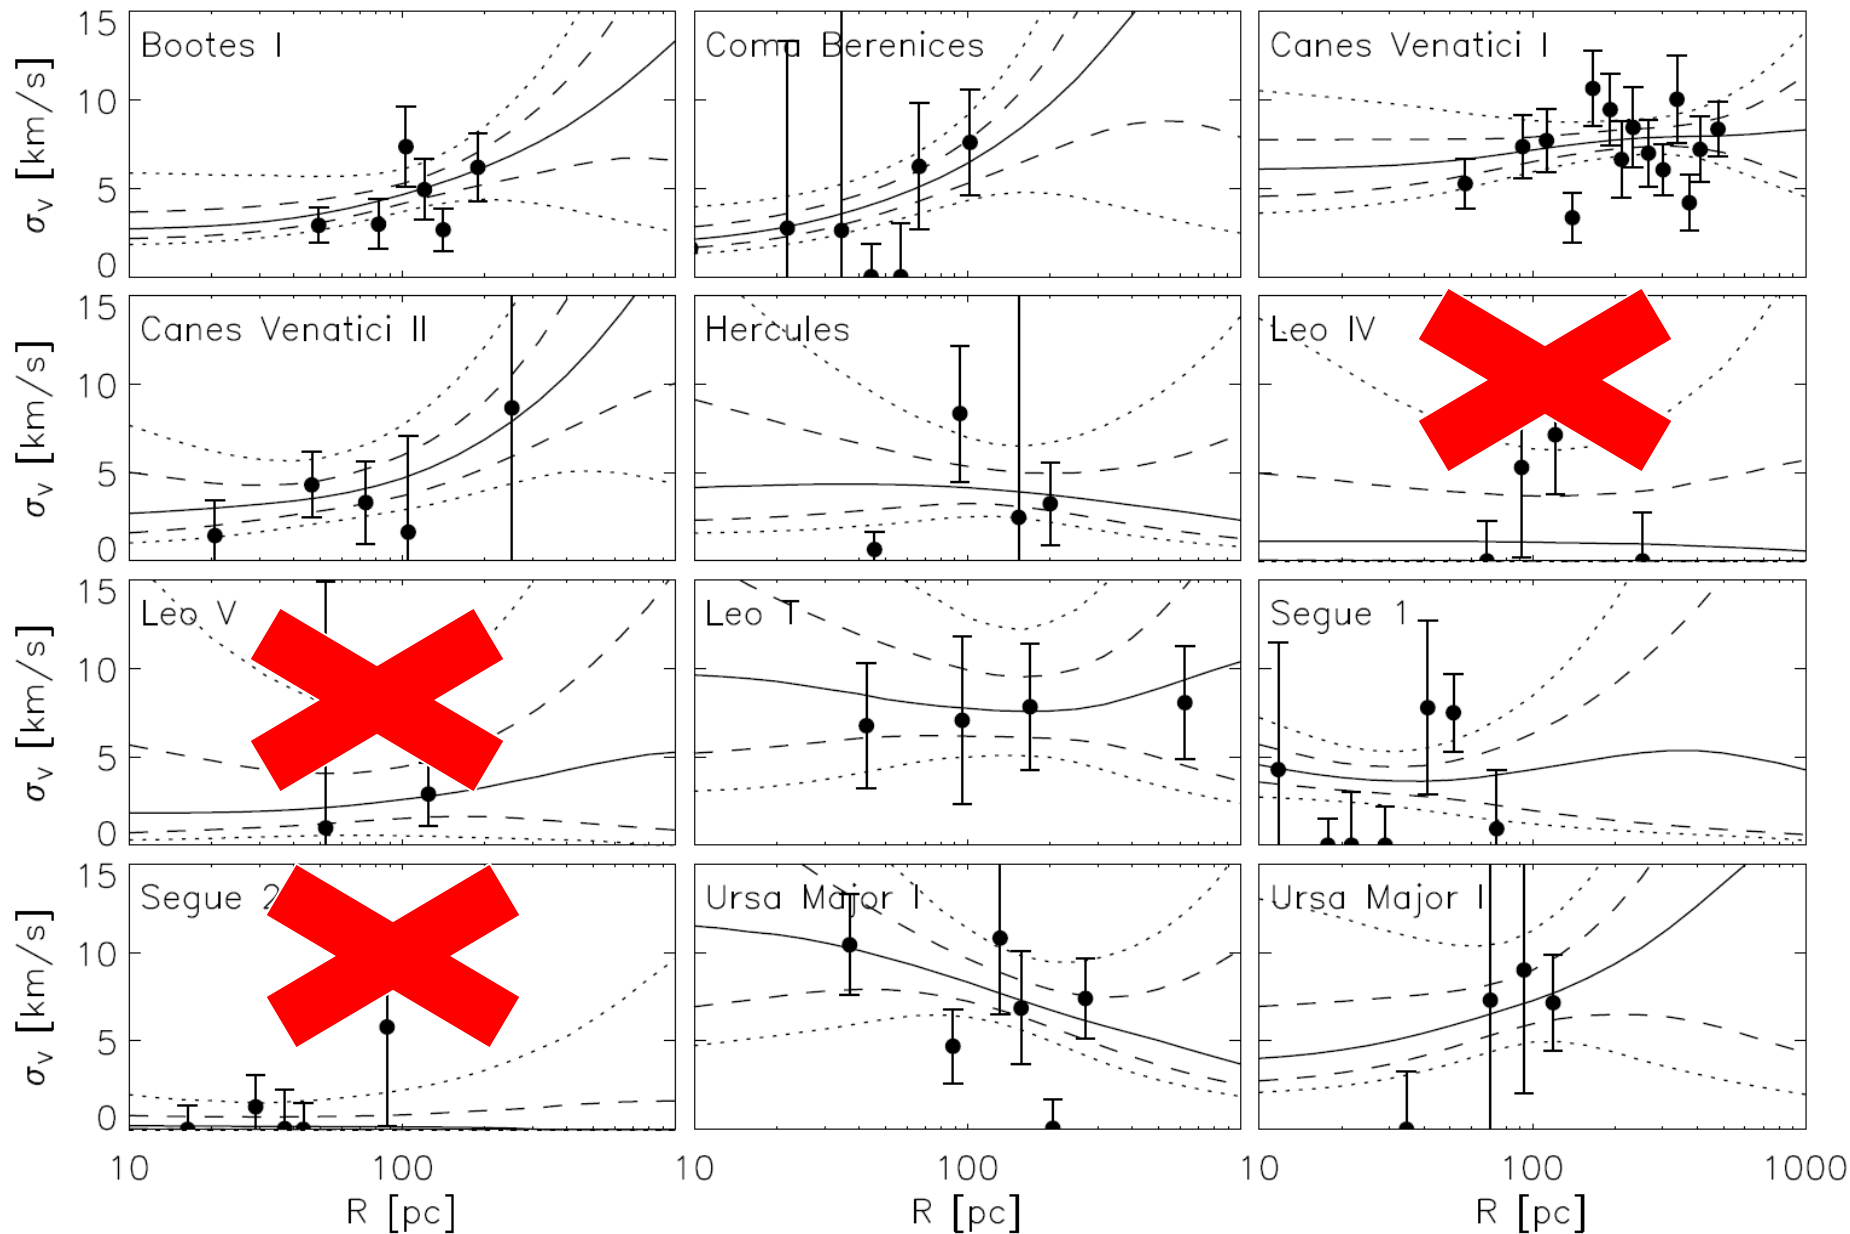 15
Bootes I
Coma Berenices
Canes Venatici I
10
5
0
σv [km/s]
15
Canes Venatici II
Hercules
Leo IV
10
5
0
σv [km/s]
15
Leo V
Leo T
Segue 1
10
5
0
σv [km/s]
15
Segue 2
Ursa Major I
Ursa Major I
10
5
0
σv [km/s]
10 100 10 100 10 100 1000
R [pc] R [pc] R [pc]